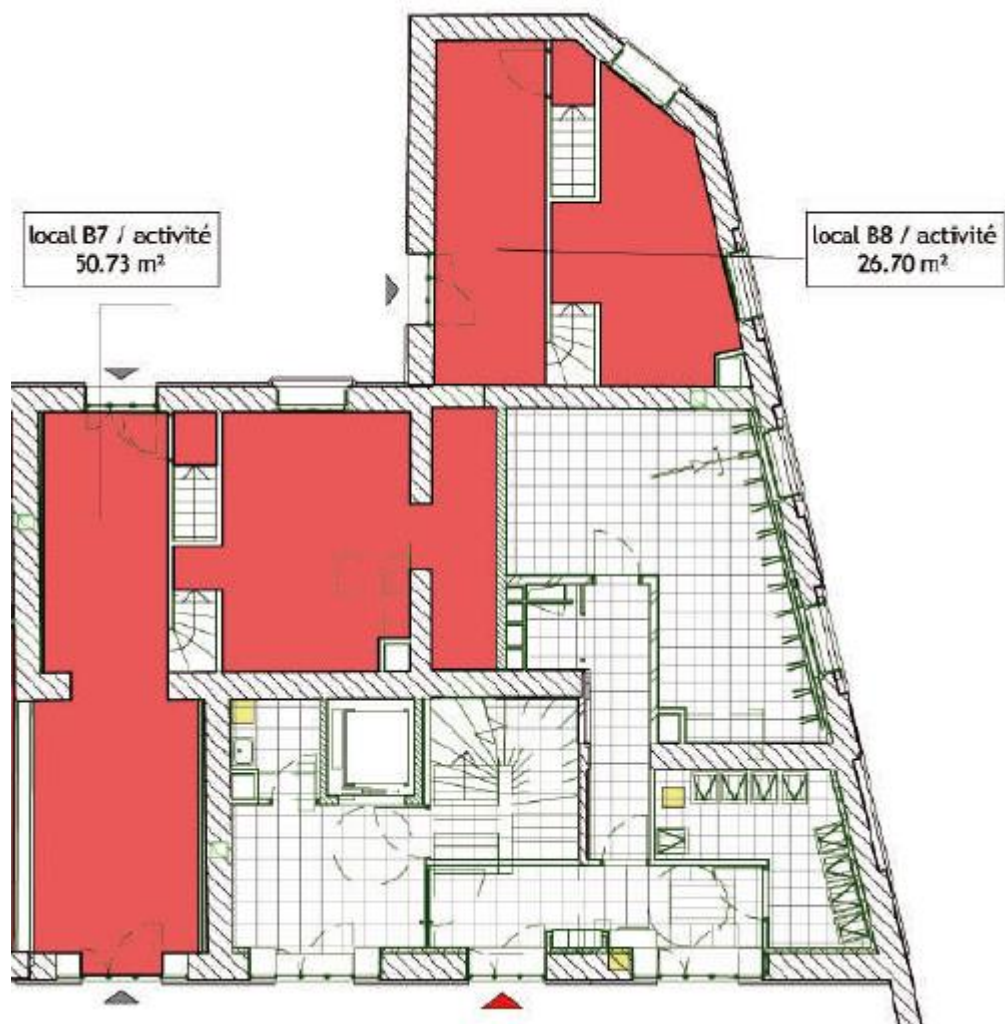 local B7 / activité
50.73 m²
local B8 / activité
26.70 m²